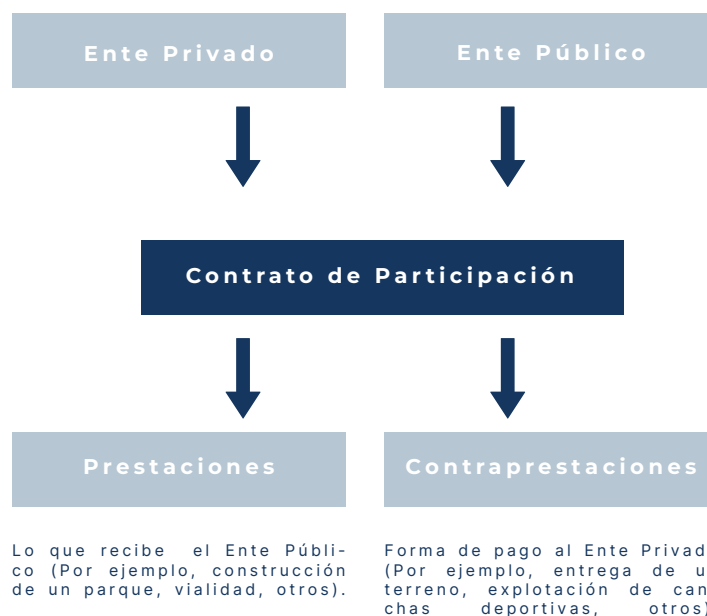 Ente Privado
Ente Público
Contrato de Participación
Prestaciones
Contraprestaciones
Lo que recibe el Ente Públi-
co (Por ejemplo, construcción
de un parque, vialidad, otros).
Forma de pago al Ente Privad
(Por ejemplo, entrega de u
terreno, explotación de can
chas deportivas, otros)